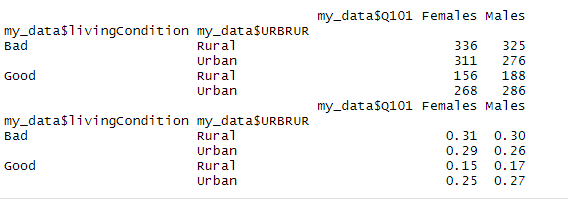 my_data$Q101 Females Males
my_data$livingCondition my_data$URBRUR
Bad Rural 336 325
Urban 311 276
Good Rural 156 188
Urban 268 286
my_data$Q101 Females Males
my_data$livingCondition my_data$URBRUR
Bad Rural 0.31 0.30
Urban 0.29 0.26
Good Rural 0.15 0.17
Urban 0.25 0.27